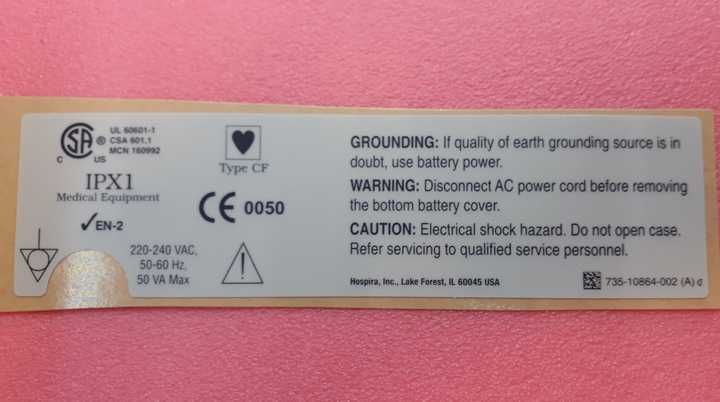 SA ®
C US
UL 60601-1
CSA 601.1
MCN 160992
IPX1
Medical Equipment
✓EN-2
220-240 VAC,
50-60 Hz,
50 VA Max
Type CF
CE 0050
GROUNDING: If quality of earth grounding source is in
doubt, use battery power.
WARNING: Disconnect AC power cord before removing
the bottom battery cover.
CAUTION: Electrical shock hazard. Do not open case.
Refer servicing to qualified service personnel.
Hospira, Inc., Lake Forest, IL 60045 USA
735-10864-002 (A)